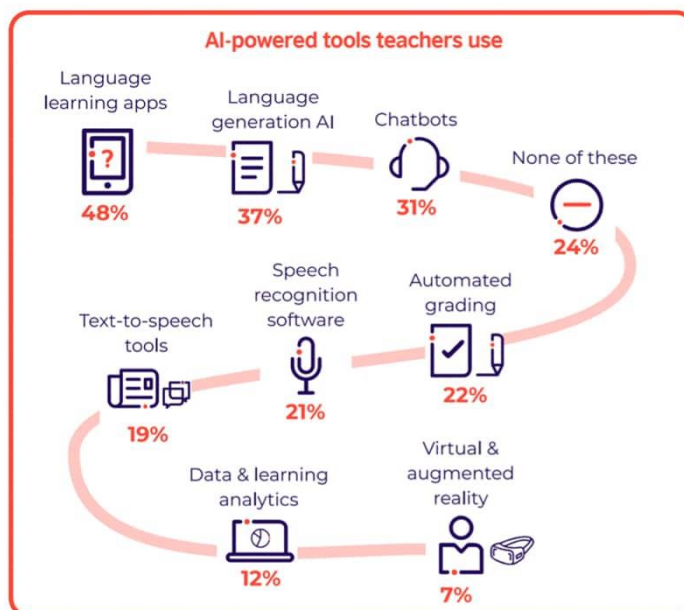 AI-powered tools teachers use
Language
learning apps
?
48%
Language
generation AI
37%
Chatbots
31%
None of these
24%
Automated
grading
22%
Speech
recognition
software
21%
Text-to-speech
tools
19%
Data & learning
analytics
12%
Virtual &
augmented
reality
7%